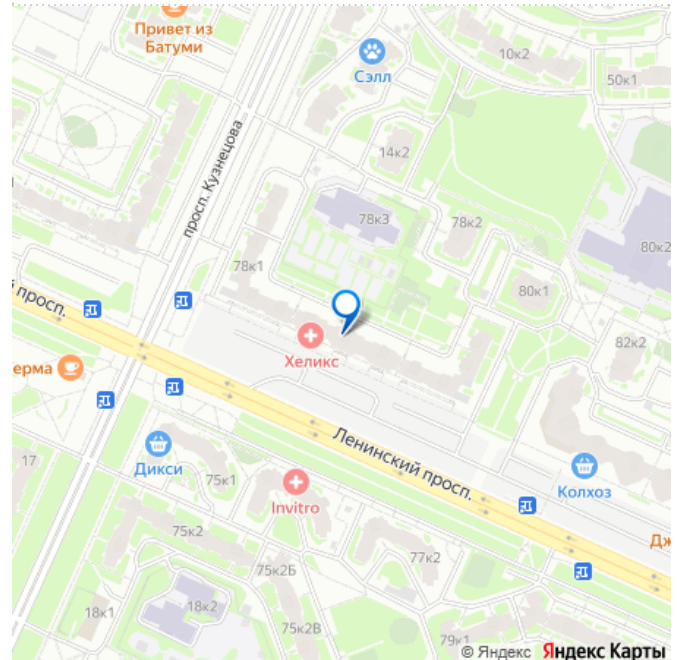 Привет из
Батуми
Сэлл
10к2
50к1
14к2
просп. Кузнецова
78к3
78к2
80к2
78к1
80к1
й просп.
82к2
Хеликс
ерма
Ленинский просп.
Дикси
17
75к1
Invitro
Колхоз
75к2
Дж
77к2
75к2Б
18к1
18к2
75к2В
79к1
© Яндекс Яндекс Карты